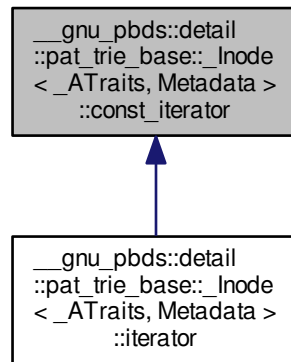 __gnu_pbds::detail
::pat_trie_base::_Inode
< _ATraits, Metadata >
::const_iterator
__gnu_pbds::detail
::pat_trie_base::_Inode
< _ATraits, Metadata >
::iterator